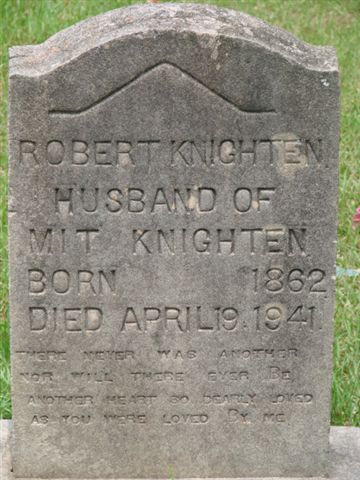 ROBERT KNIGHTEN
HUSBAND OF
MIT KNIGHTEN
BORN 1862
DIED APRIL 19. 1941.
THERE NEVER WAS ANOTHER
NOR WILL THERE EVER BE
ANOTHER HEART SO DEARLY LOVED
AS YOU WERE LOVED BY ME